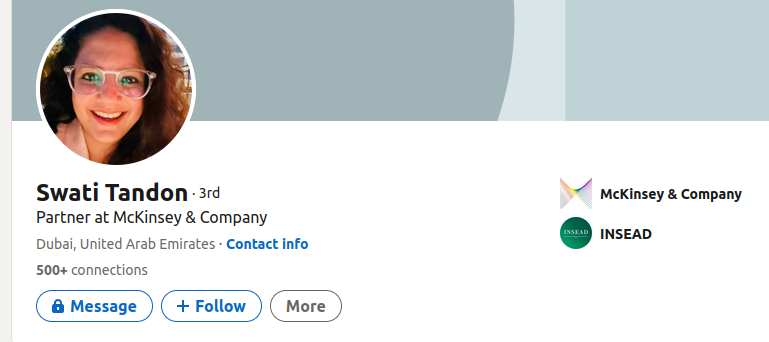 Swati Tandon · 3rd
Partner at McKinsey & Company
Dubai, United Arab Emirates · Contact info
500+ connections
Message
Follow
More
McKinsey & Company
INSEAD
INSEAD